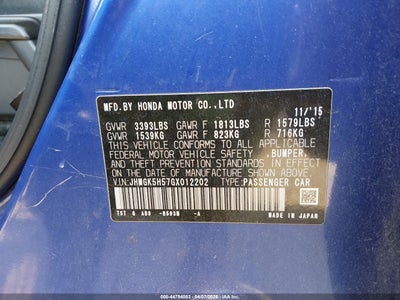 MFD.BY HONDA MOTOR CO.,LTD 11/'15
GVWR 3393LBS GAWR F 1813LBS R 1579LBS
GVWR 1539KG GAWR F 823KG R 716KG
THIS VEHICLE CONFORMS TO ALL APPLICABLE
FEDERAL MOTOR VEHICLE SAFETY ,BUMPER,
AND THEFT PREVENTION STANDARDS IN EFFECT
ON THE DATE OF MANUFACTURE SHOWN ABOVE.
V.I.N:JHMGK5H57GX012202 TYPE:PASSENGER CAR
MADE IN JAPAN